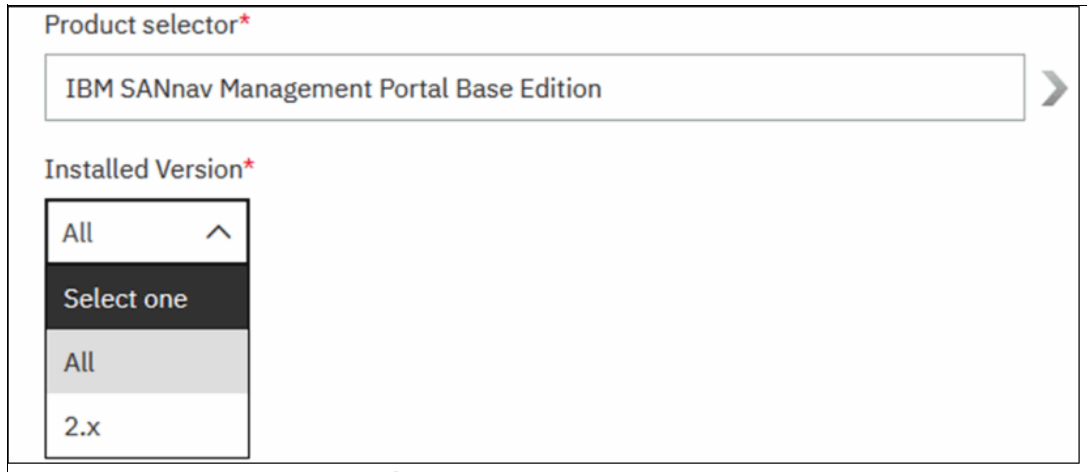 Product selector*
IBM SANnav Management Portal Base Edition
Installed Version*
All
Select one
All
2.x